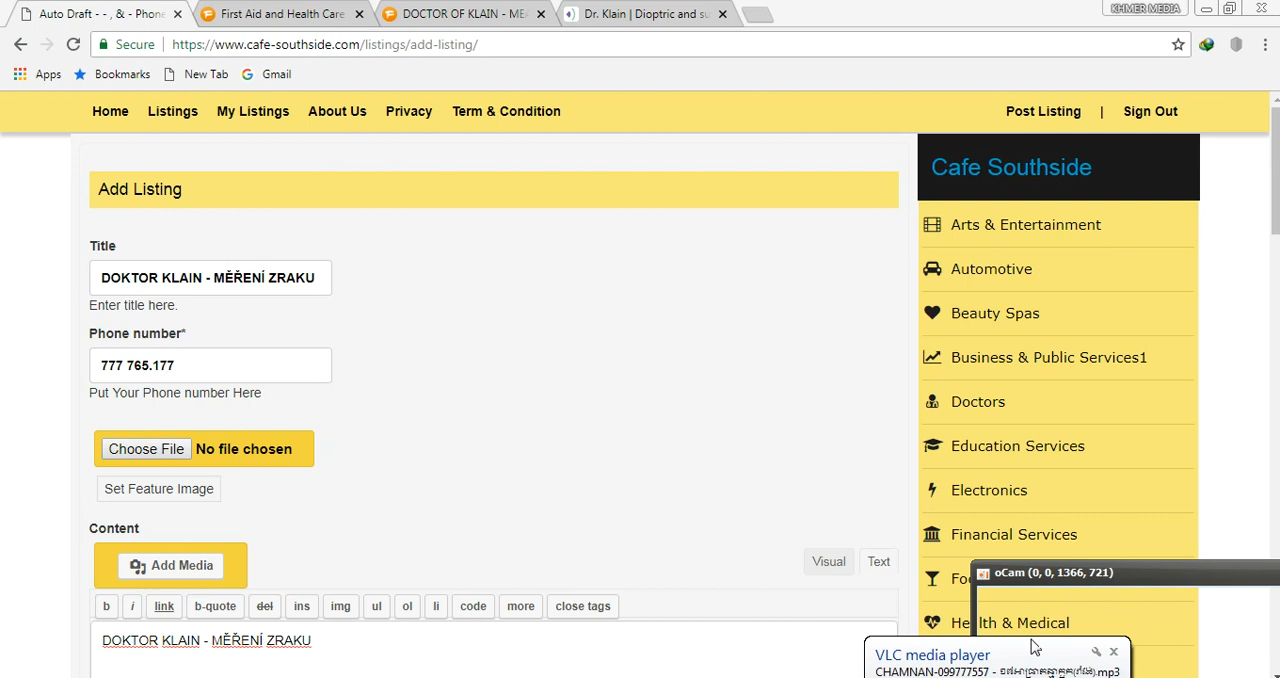 Auto Draft - - , & - Phone
First Aid and Health Care
DOCTOR OF KLAIN - MEA
Dr. Klain | Dioptric and su
KHMER MEDIA
Secure
https://www.cafe-southside.com/listings/add-listing/
Apps
Bookmarks
New Tab
Gmail
Home
Listings
My Listings
About Us
Privacy
Term & Condition
Post Listing
|
Sign Out
Cafe Southside
Add Listing
Arts & Entertainment
Title
Automotive
DOKTOR KLAIN - MĚŘENÍ ZRAKU
Enter title here.
Beauty Spas
Phone number*
Business & Public Services1
777 765.177
Put Your Phone number Here
Doctors
Choose File No file chosen
Education Services
Set Feature Image
Electronics
Content
Financial Services
Add Media
Visual
Text
oCam (0, 0, 1366, 721)
Fo
b
i
link
b-quote
del
ins
img
ul
ol
li
code
more
close tags
Health & Medical
DOKTOR KLAIN - MĚŘENÍ ZRAKU
VLC media player
CHAMNAN-099777557 - .mp3